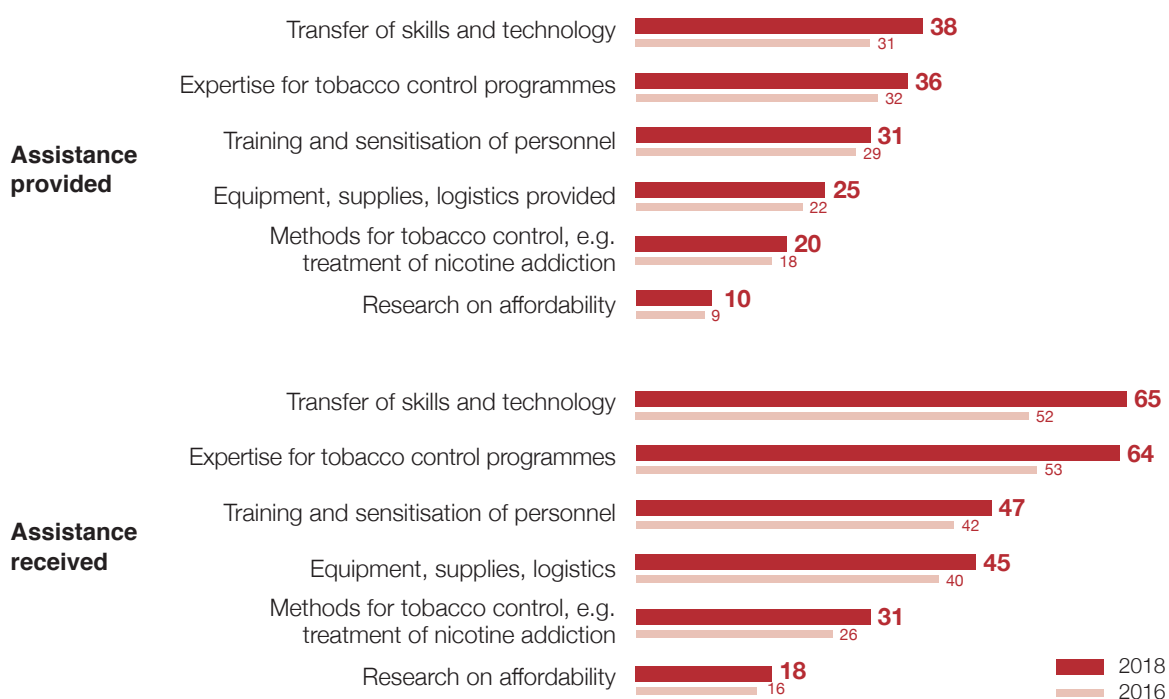 Transfer of skills and technology 38
31
Expertise for tobacco control programmes 36
32
Training and sensitisation of personnel 31
29
Assistance
provided
Equipment, supplies, logistics provided 25
22
Methods for tobacco control, e.g.
treatment of nicotine addiction 20
18
Research on affordability 10
9
Transfer of skills and technology 65
52
Expertise for tobacco control programmes 64
53
Training and sensitisation of personnel 47
42
Assistance
received
Equipment, supplies, logistics 45
40
Methods for tobacco control, e.g.
treatment of nicotine addiction 31
26
Research on affordability 18
16
2018
2016